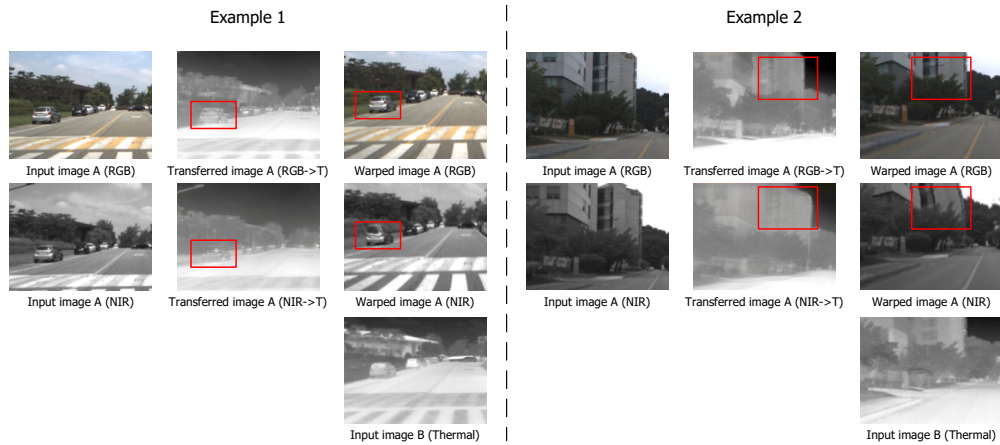 Example 1
Example 2
Input image A (RGB)
Transferred image A (RGB->T)
Warped image A (RGB)
Input image A (RGB)
Transferred image A (RGB->T)
Warped image A (RGB)
Input image A (NIR)
Transferred image A (NIR->T)
Warped image A (NIR)
Input image A (NIR)
Transferred image A (NIR->T)
Warped image A (NIR)
Input image B (Thermal)
Input image B (Thermal)